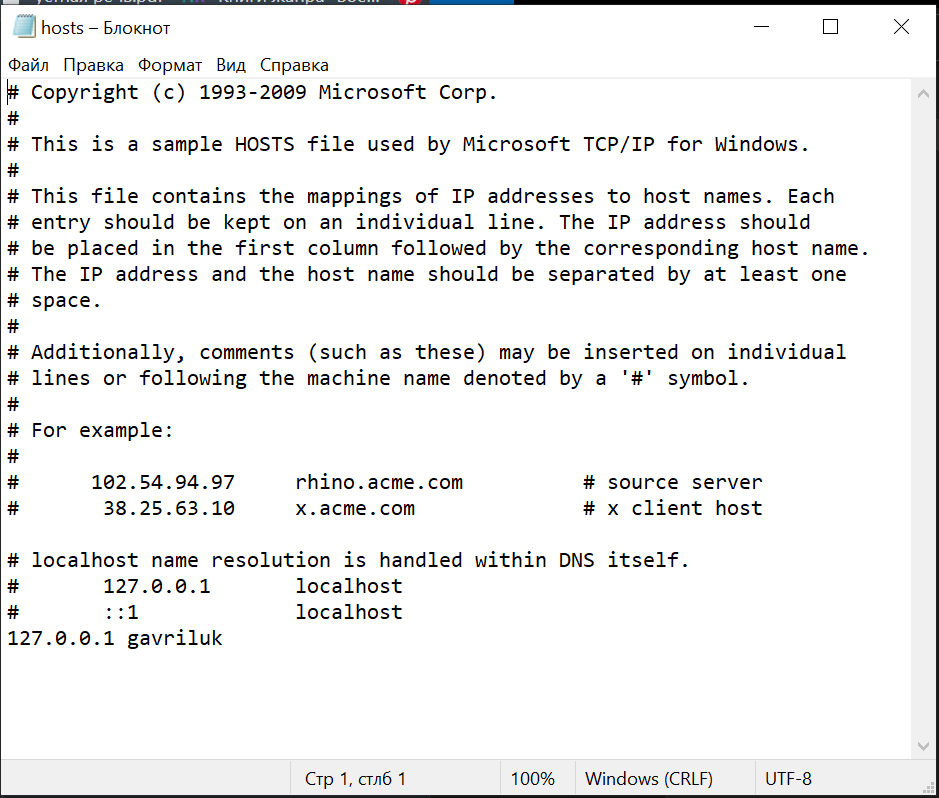 hosts – Блокнот
Файл Правка Формат Вид Справка
# Copyright (c) 1993-2009 Microsoft Corp.
#
# This is a sample HOSTS file used by Microsoft TCP/IP for Windows.
#
# This file contains the mappings of IP addresses to host names. Each
# entry should be kept on an individual line. The IP address should
# be placed in the first column followed by the corresponding host name.
# The IP address and the host name should be separated by at least one
# space.
#
# Additionally, comments (such as these) may be inserted on individual
# lines or following the machine name denoted by a '#' symbol.
#
# For example:
#
#      102.54.94.97     rhino.acme.com          # source server
#       38.25.63.10     x.acme.com              # x client host

# localhost name resolution is handled within DNS itself.
#       127.0.0.1       localhost
#       ::1             localhost
127.0.0.1 gavriluk
Стр 1, стлб 1 100% Windows (CRLF) UTF-8